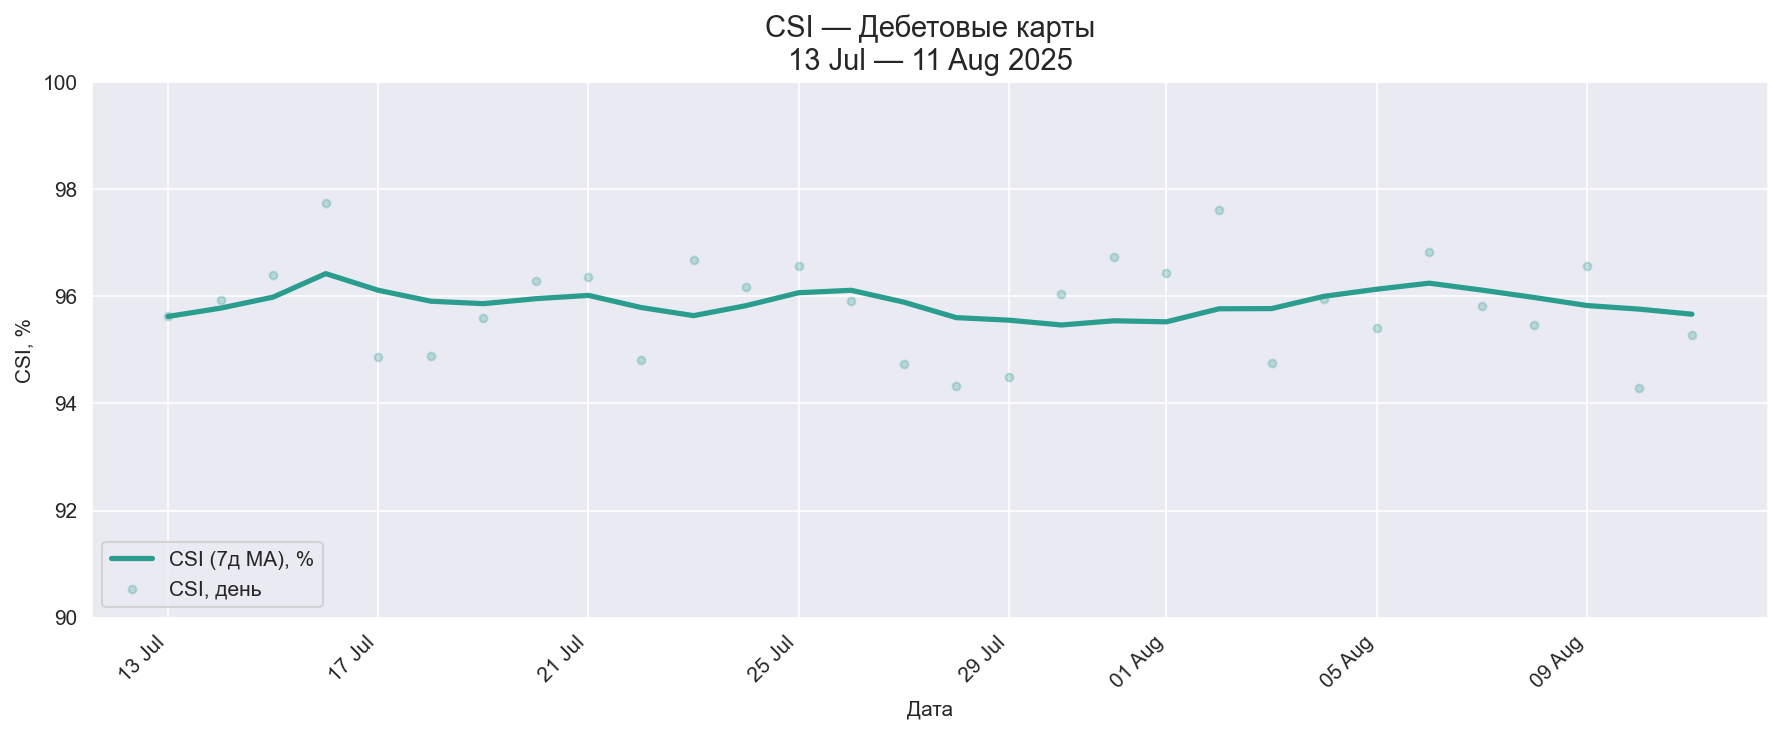 CSI — Дебетовые карты
13 Jul — 11 Aug 2025
100
98
96
94
92
90
CSI, %
CSI (7д MA), %
CSI, день
13 Jul
17 Jul
21 Jul
25 Jul
29 Jul
01 Aug
05 Aug
09 Aug
Дата